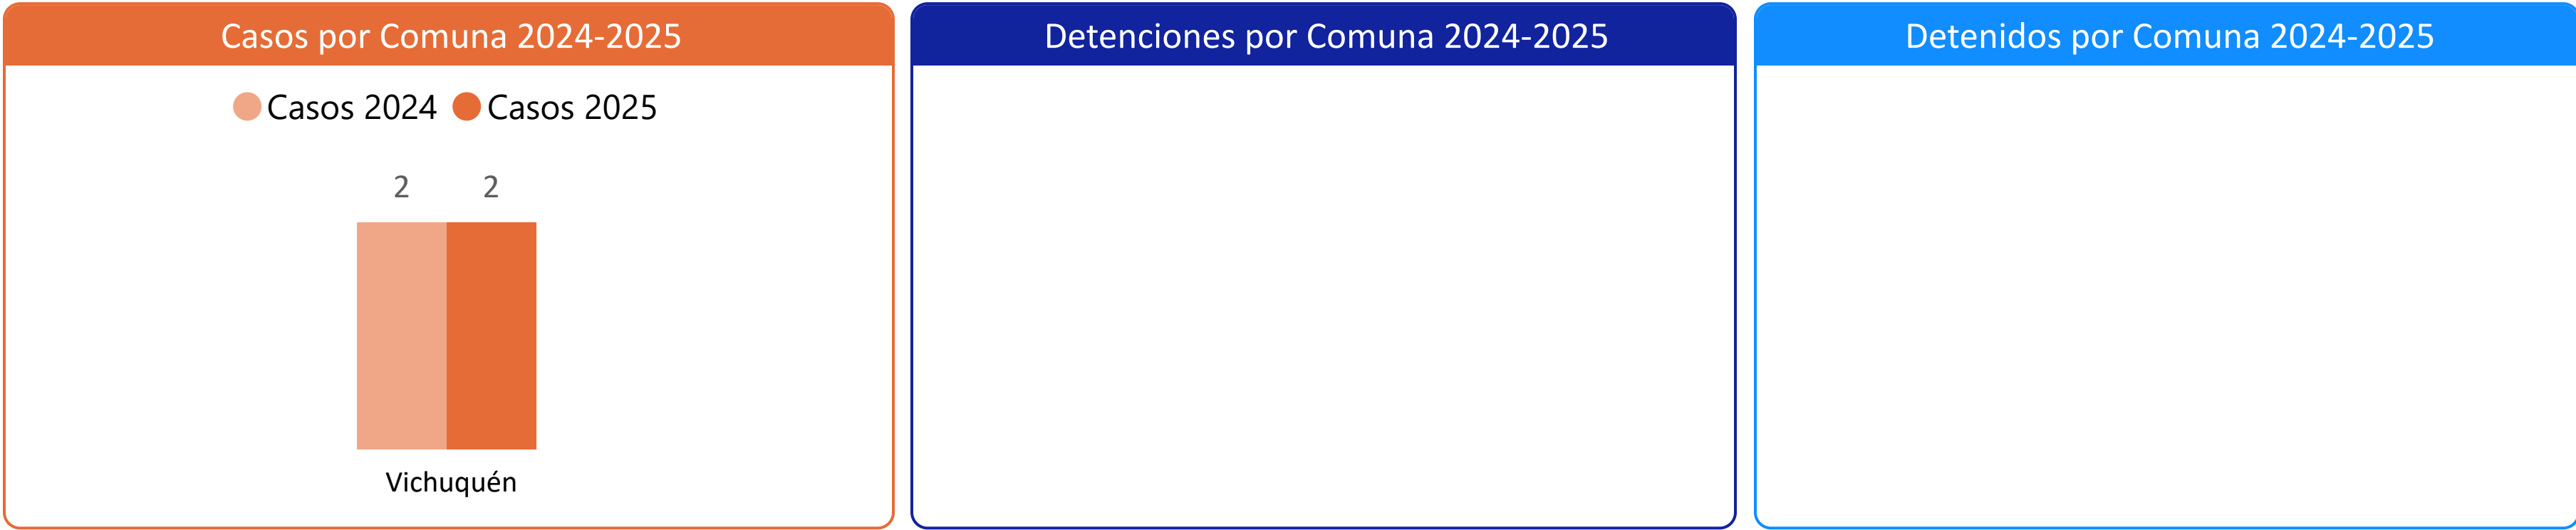 Casos por Comuna 2024-2025
Casos 2024 Casos 2025
2 2
Vichuquén
Detenciones por Comuna 2024-2025
Detenidos por Comuna 2024-2025